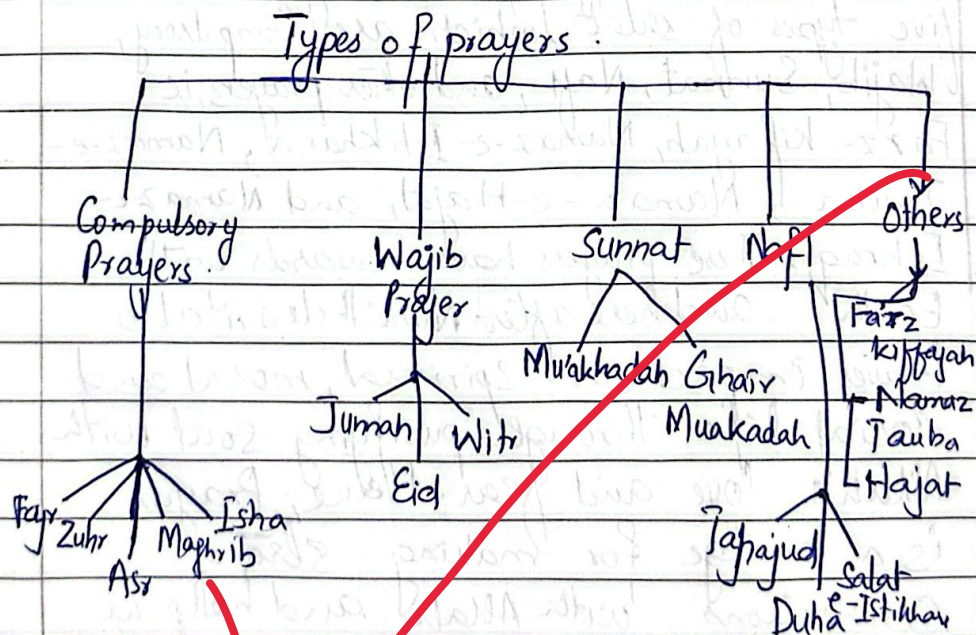 Types of prayers.
Compulsory
Prayers.
Fajr
Zuhr
Asr
Maghrib
Isha
Wajib
Prayer
Jumah
Eid
Witr
Sunnat
Mu'akhadah
Ghair
Muakadah
Nafl
Tahajud
Duha
Salat
e-Istikhar
Others
Farz
kiffayah
Namaz
Tauba
Hajat